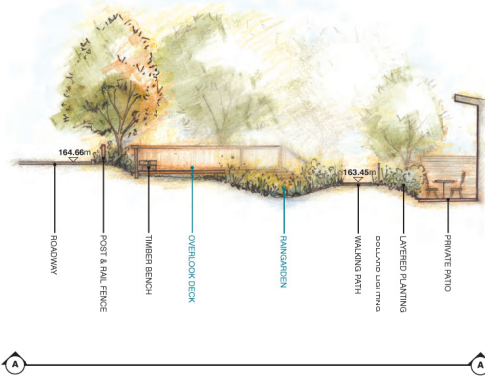 164.66m
163.45m
ROADWAY
POST & RAIL FENCE
TIMBER BENCH
OVERLOOK DECK
RAINGARDEN
WALKING PATH
LAYERED PLANTING
PRIVATE PATIO
A
A